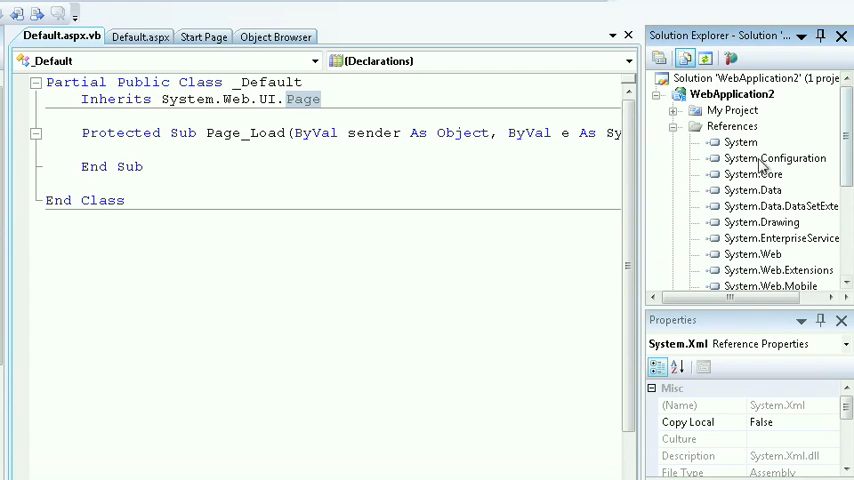 Default.aspx.vb Default.aspx Start Page Object Browser
_Default (Declarations)
Partial Public Class _Default
Inherits System.Web.UI.Page
Protected Sub Page_Load(ByVal sender As Object, ByVal e As Sy
End Sub
End Class
Solution Explorer - Solution '...
Solution 'WebApplication2' (1 proje
WebApplication2
My Project
References
System
System.Configuration
System.Core
System.Data
System.Data.DataSetExte
System.Drawing
System.EnterpriseService
System.Web
System.Web.Extensions
System.Web.Mobile
Properties
System.Xml Reference Properties
Misc
(Name) System.Xml
Copy Local False
Culture
Description System.Xml.dll
File Type Assembly